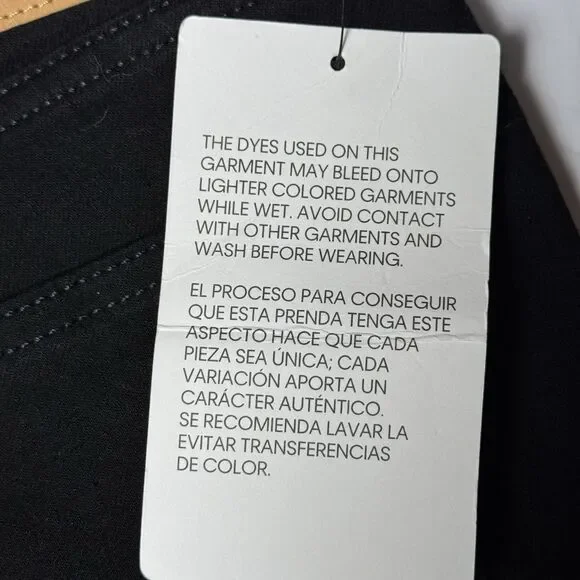 THE DYES USED ON THIS
GARMENT MAY BLEED ONTO
LIGHTER COLORED GARMENTS
WHILE WET. AVOID CONTACT
WITH OTHER GARMENTS AND
WASH BEFORE WEARING.
EL PROCESO PARA CONSEGUIR
QUE ESTA PRENDA TENGA ESTE
ASPECTO HACE QUE CADA
PIEZA SEA ÚNICA; CADA
VARIACIÓN APORTA UN
CARÁCTER AUTÉNTICO.
SE RECOMIENDA LAVAR LA
EVITAR TRANSFERENCIAS
DE COLOR.